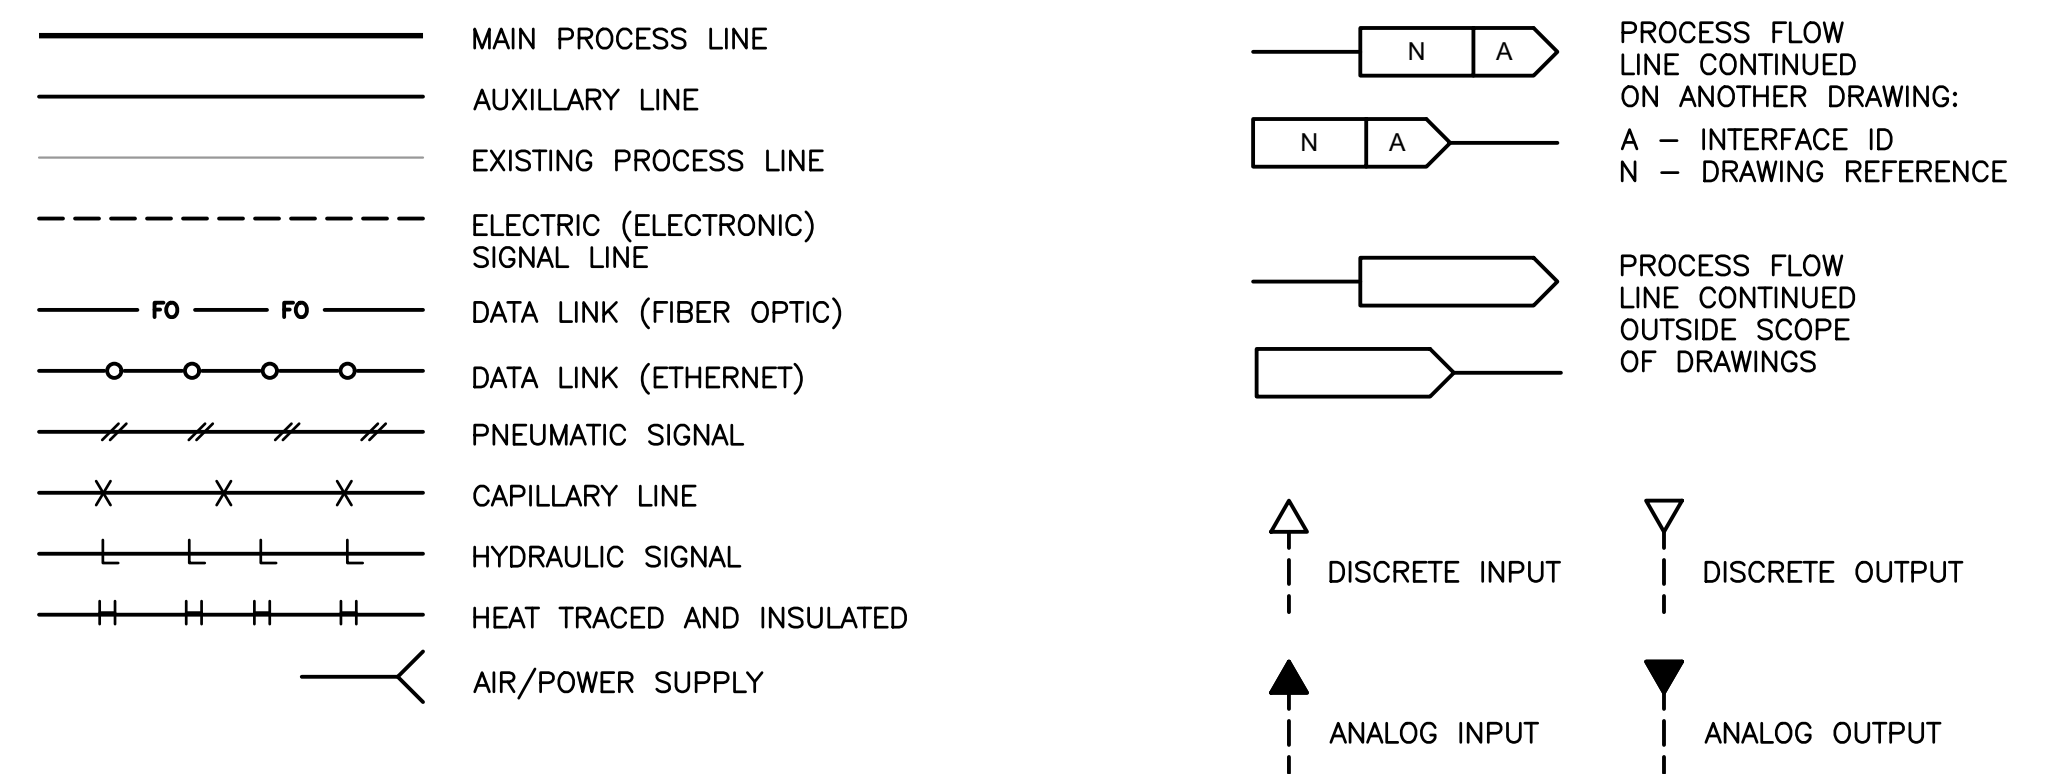 MAIN PROCESS LINE
AUXILLARY LINE
EXISTING PROCESS LINE
ELECTRIC (ELECTRONIC)
SIGNAL LINE
FO FO DATA LINK (FIBER OPTIC)
DATA LINK (ETHERNET)
PNEUMATIC SIGNAL
CAPILLARY LINE
HYDRAULIC SIGNAL
H H H H HEAT TRACED AND INSULATED
AIR/POWER SUPPLY
N A
N A
PROCESS FLOW
LINE CONTINUED
ON ANOTHER DRAWING:
A – INTERFACE ID
N – DRAWING REFERENCE
PROCESS FLOW
LINE CONTINUED
OUTSIDE SCOPE
OF DRAWINGS
DISCRETE INPUT
DISCRETE OUTPUT
ANALOG INPUT
ANALOG OUTPUT